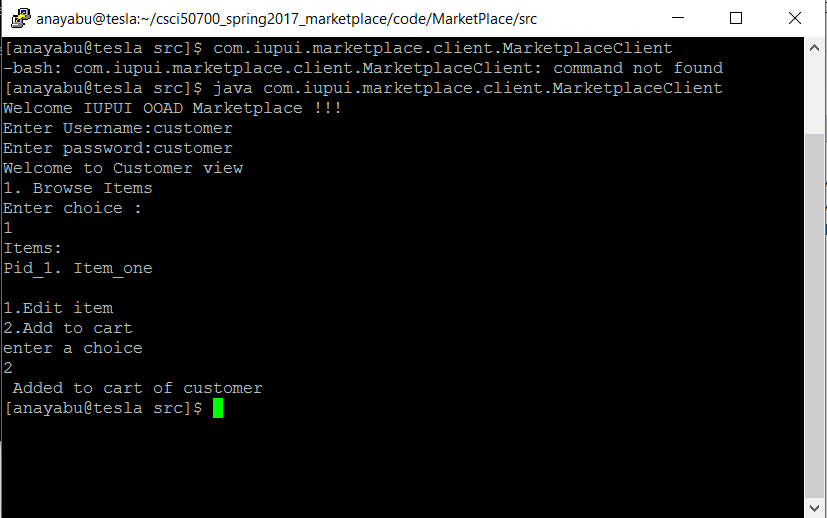 anayabu@tesla:~/csci50700_spring2017_marketplace/code/MarketPlace/src
[anayabu@tesla src]$ com.iupui.marketplace.client.MarketplaceClient
-bash: com.iupui.marketplace.client.MarketplaceClient: command not found
[anayabu@tesla src]$ java com.iupui.marketplace.client.MarketplaceClient
Welcome IUPUI OOAD Marketplace !!!
Enter Username:customer
Enter password:customer
Welcome to Customer view
1. Browse Items
Enter choice :
1
Items:
Pid_1. Item_one
1.Edit item
2.Add to cart
enter a choice
2
Added to cart of customer
[anayabu@tesla src]$